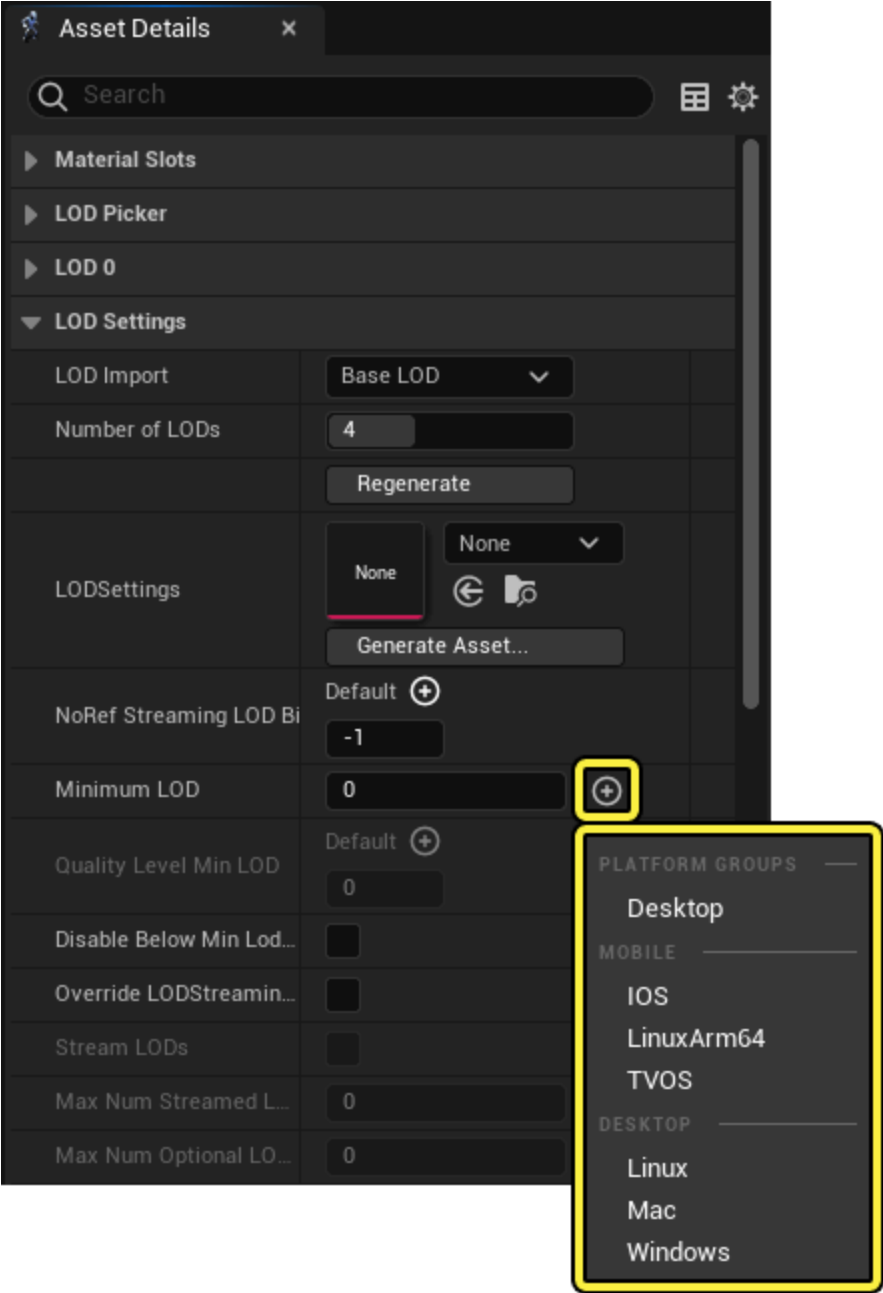 Asset Details
Search
Material Slots
LOD Picker
LOD 0
LOD Settings
LOD Import
Base LOD
Number of LODs
4
Regenerate
LODSettings
None
None
Generate Asset...
NoRef Streaming LOD Bi
Default
-1
Minimum LOD
0
Quality Level Min LOD
Default
0
Disable Below Min Lod...
Override LODStreamin...
Stream LODs
Max Num Streamed L...
0
Max Num Optional LO...
0
PLATFORM GROUPS
Desktop
MOBILE
IOS
LinuxArm64
TVOS
DESKTOP
Linux
Mac
Windows